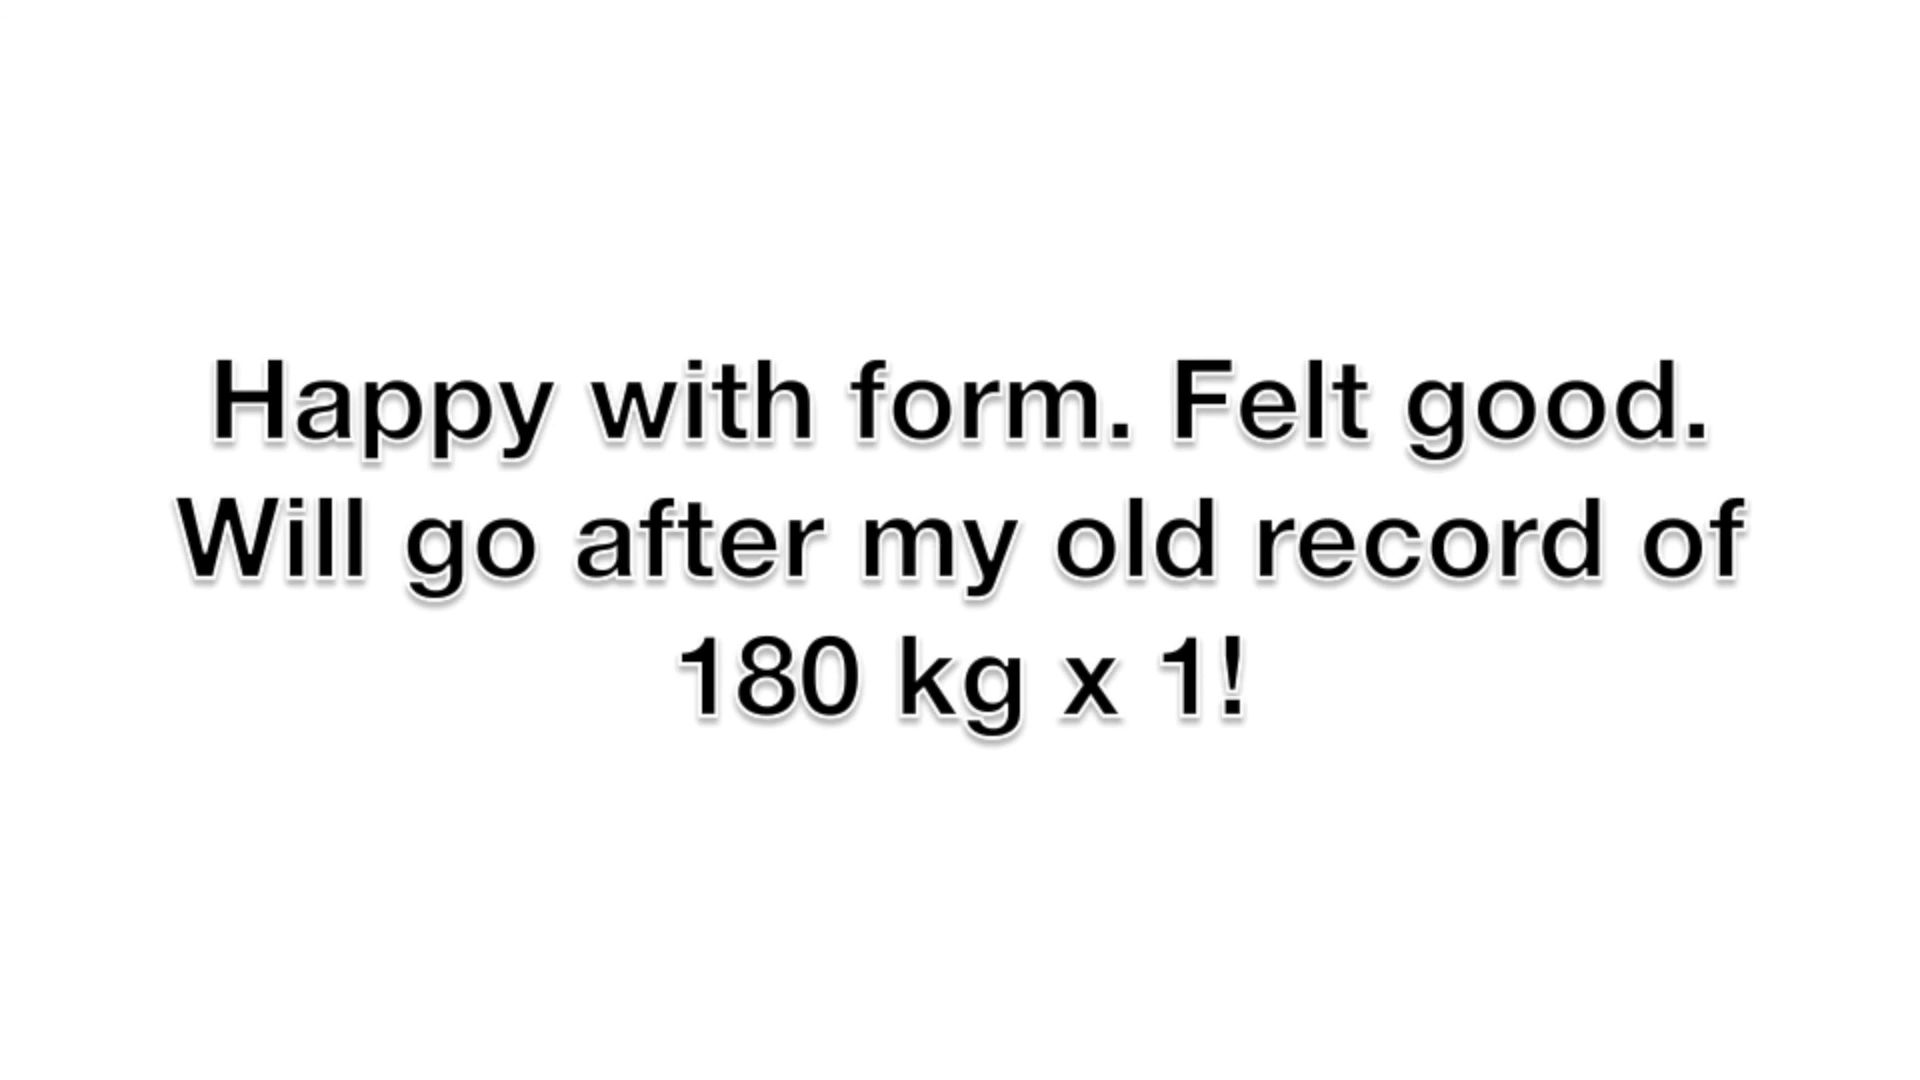 Happy with form. Felt good.
Will go after my old record of
180 kg x 1!